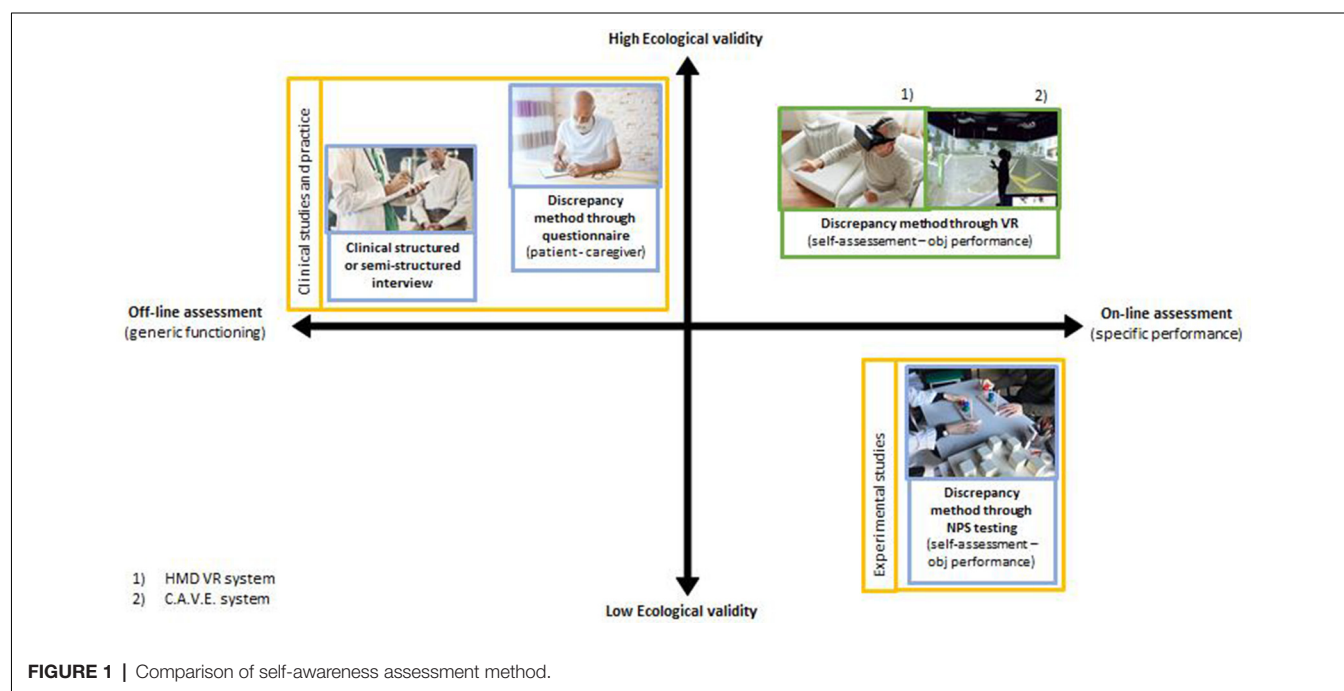 High Ecological validity
Clinical studies and practice
Clinical structured
or semi-structured
interview
Discrepancy
method through
questionnaire
(patient - caregiver)
1)
2)
Discrepancy method through VR
(self-assessement – obj performance)
Off-line assessment
(generic functioning)
On-line assessment
(specific performance)
Experimental studies
Discrepancy
method through
NPS testing
(self-assessment –
obj performance)
1) HMD VR system
2) C.A.V.E. system
Low Ecological validity
FIGURE 1 | Comparison of self-awareness assessment method.